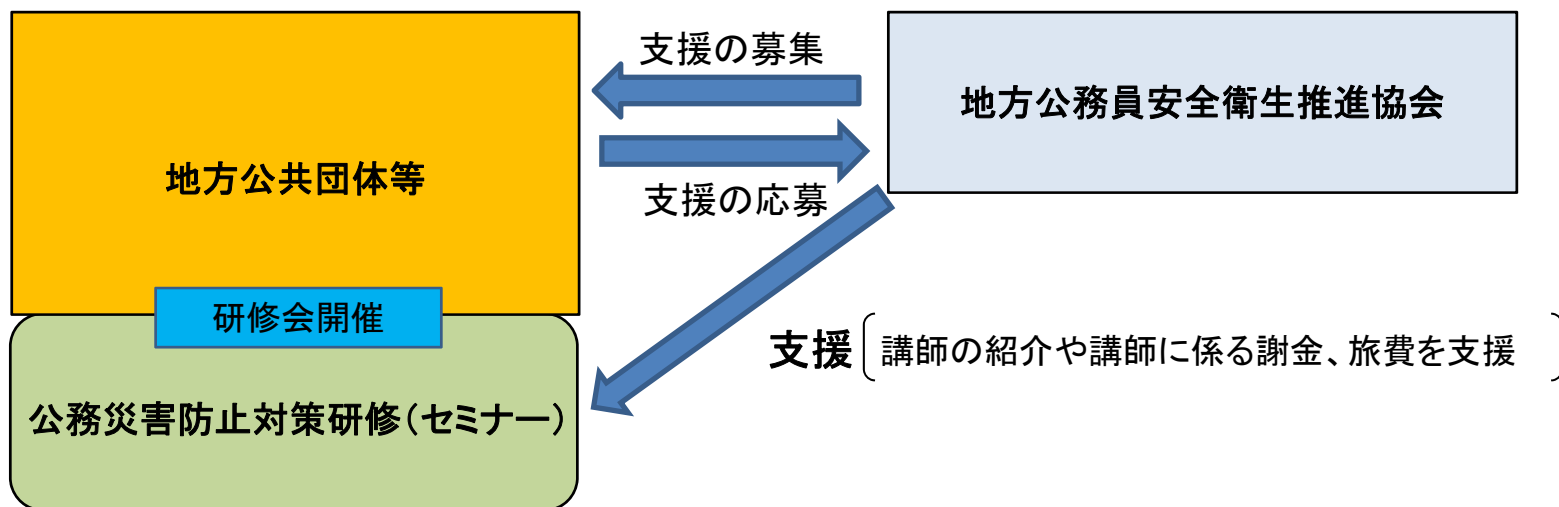 支援の募集
地方公務員安全衛生推進協会
地方公共団体等
支援の応募
研修会開催
支援 講師の紹介や講師に係る謝金、旅費を支援
公務災害防止対策研修(セミナー)